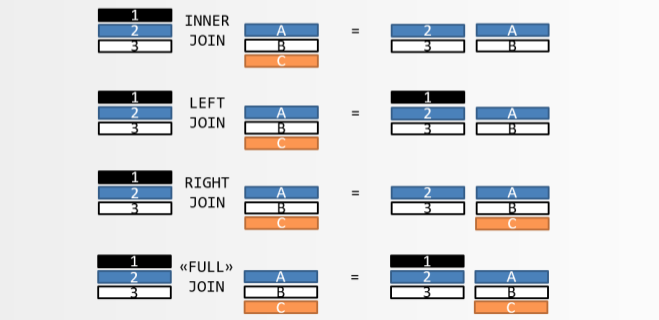 1 INNER
2 JOIN A = 2 A
3 B 3 B
C
1 LEFT 1
2 JOIN A = 2 A
3 B 3 B
C
1 RIGHT
2 JOIN A = 2 A
3 B 3 B
C C
1 «FULL» 1
2 JOIN A = 2 A
3 B 3 B
C C